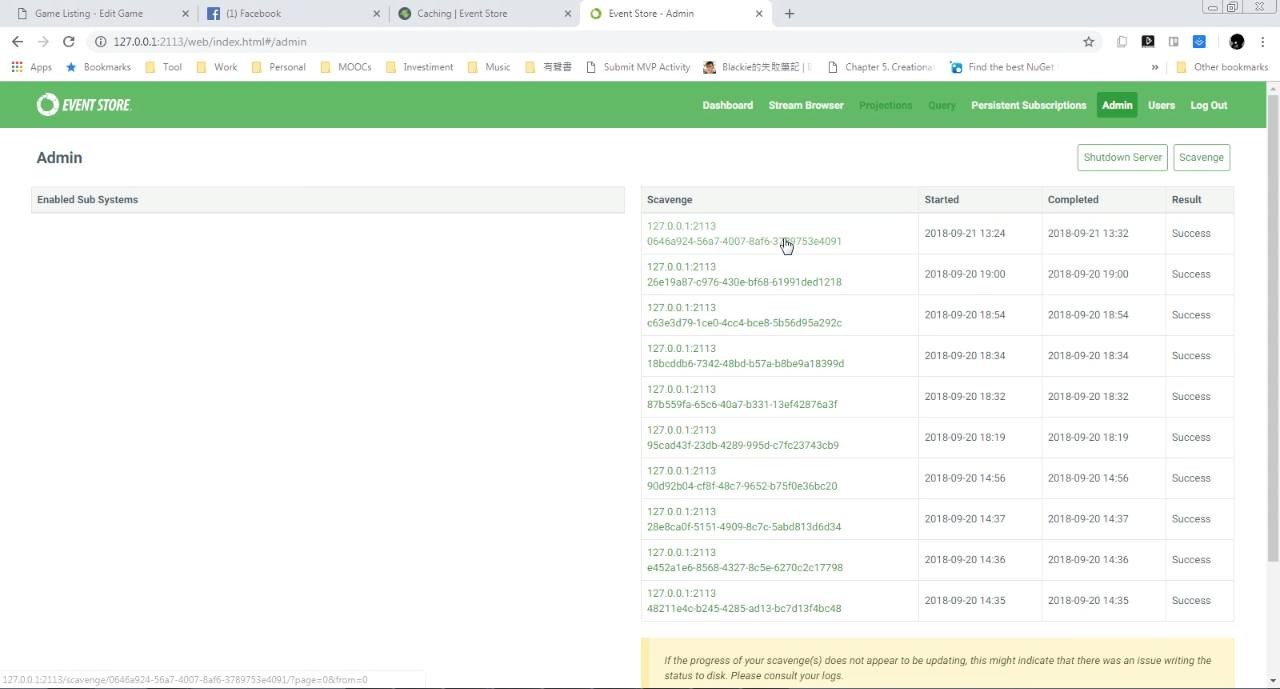 Game Listing - Edit Game
(1) Facebook
Caching | Event Store
Event Store - Admin
127.0.0.1:2113/web/index.html#/admin
Apps Bookmarks Tool Work Personal MOOCs Investiment Music 有聲書 Submit MVP Activity Blackie的失敗筆記 | Chapter 5. Creational Find the best NuGet » Other bookmarks
EVENT STORE
Dashboard Stream Browser Projections Query Persistent Subscriptions Admin Users Log Out
Admin
Shutdown Server Scavenge
Enabled Sub Systems
Scavenge Started Completed Result
127.0.0.1:2113
0646a924-56a7-4007-8af6-3789753e4091 2018-09-21 13:24 2018-09-21 13:32 Success
127.0.0.1:2113
26e19a87-c976-430e-bf68-61991ded1218 2018-09-20 19:00 2018-09-20 19:00 Success
127.0.0.1:2113
c63e3d79-1ce0-4cc4-bce8-5b56d95a292c 2018-09-20 18:54 2018-09-20 18:54 Success
127.0.0.1:2113
18bcddb6-7342-48bd-b57a-b8be9a18399d 2018-09-20 18:34 2018-09-20 18:34 Success
127.0.0.1:2113
87b559fa-65c6-40a7-b331-13ef42876a3f 2018-09-20 18:32 2018-09-20 18:32 Success
127.0.0.1:2113
95cad43f-23db-4289-995d-c7fc23743cb9 2018-09-20 18:19 2018-09-20 18:19 Success
127.0.0.1:2113
90d92b04-cf8f-48c7-9652-b75f0e36bc20 2018-09-20 14:56 2018-09-20 14:56 Success
127.0.0.1:2113
28e8ca0f-5151-4909-8c7c-5abd813d6d34 2018-09-20 14:37 2018-09-20 14:37 Success
127.0.0.1:2113
e452a1e6-8568-4327-8c5e-6270c2c17798 2018-09-20 14:36 2018-09-20 14:36 Success
127.0.0.1:2113
48211e4c-b245-4285-ad13-bc7d13f4bc48 2018-09-20 14:35 2018-09-20 14:35 Success
If the progress of your scavenge(s) does not appear to be updating, this might indicate that there was an issue writing the
status to disk. Please consult your logs.
127.0.0.1:2113/scavenge/0646a924-56a7-4007-8af6-3789753e4091/?page=0&from=0